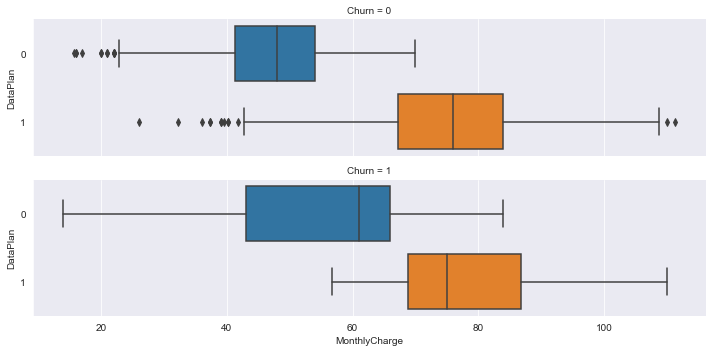 Churn = 0
DataPlan
0
1
Churn = 1
DataPlan
0
1
20 40 60 80 100
MonthlyCharge